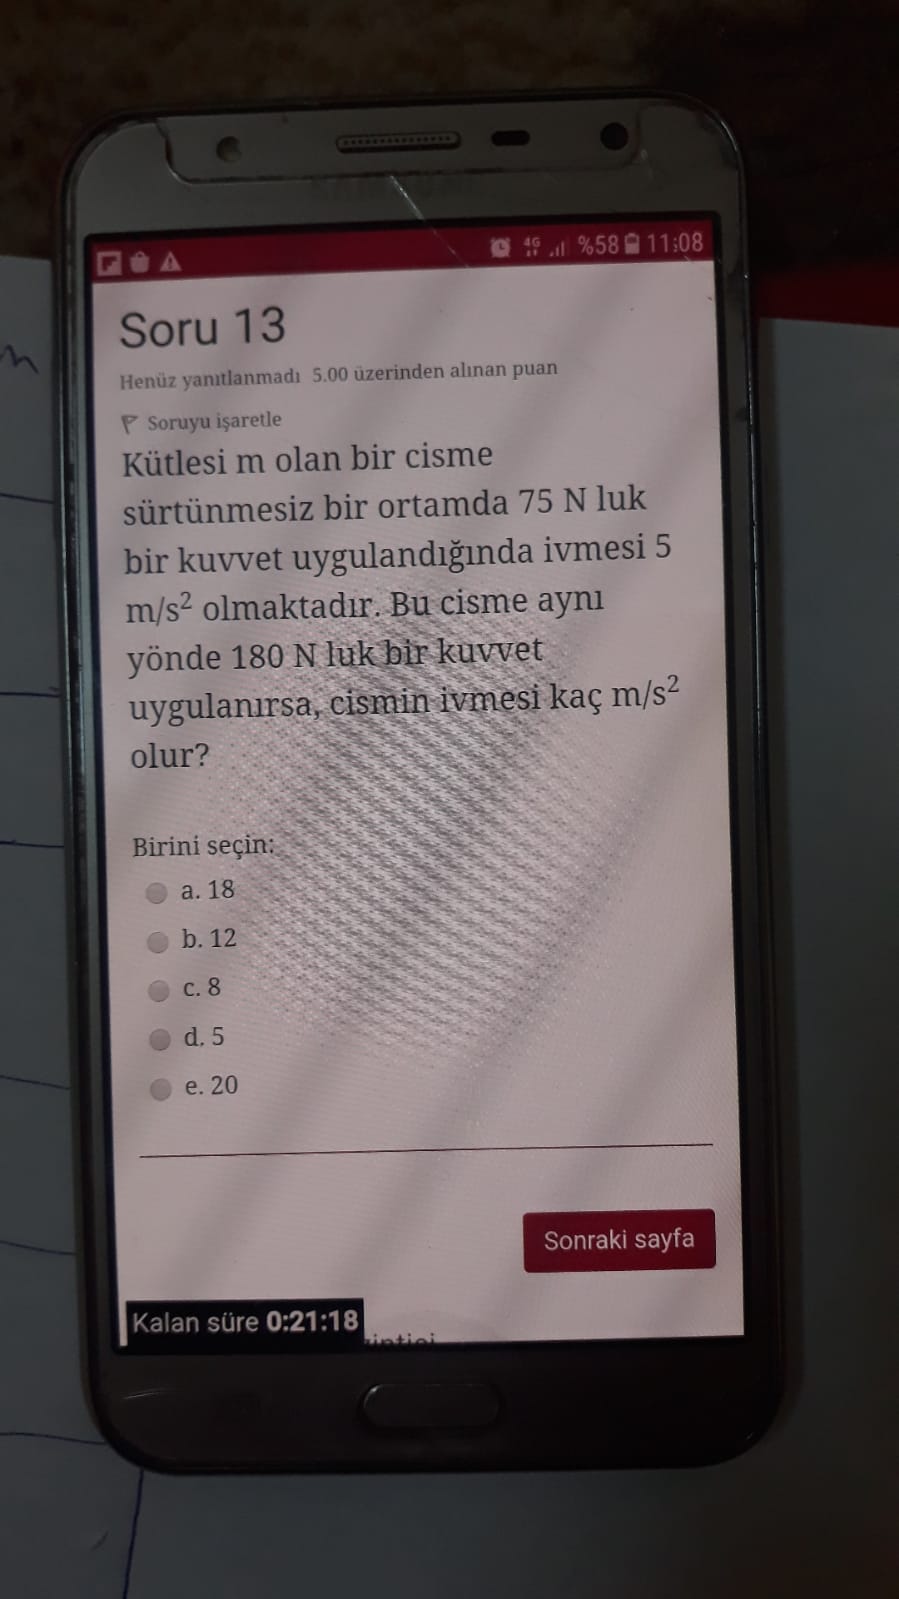 4G %58 11:08
Soru 13
Henüz yanıtlanmadı 5.00 üzerinden alınan puan
Soruyu işaretle
Kütlesi m olan bir cisme
sürtünmesiz bir ortamda 75 N luk
bir kuvvet uygulandığında ivmesi 5
m/s² olmaktadır. Bu cisme aynı
yönde 180 N luk bir kuvvet
uygulanırsa, cismin ivmesi kaç m/s²
olur?
Birini seçin:
a. 18
b. 12
c. 8
d. 5
e. 20
Sonraki sayfa
Kalan süre 0:21:18